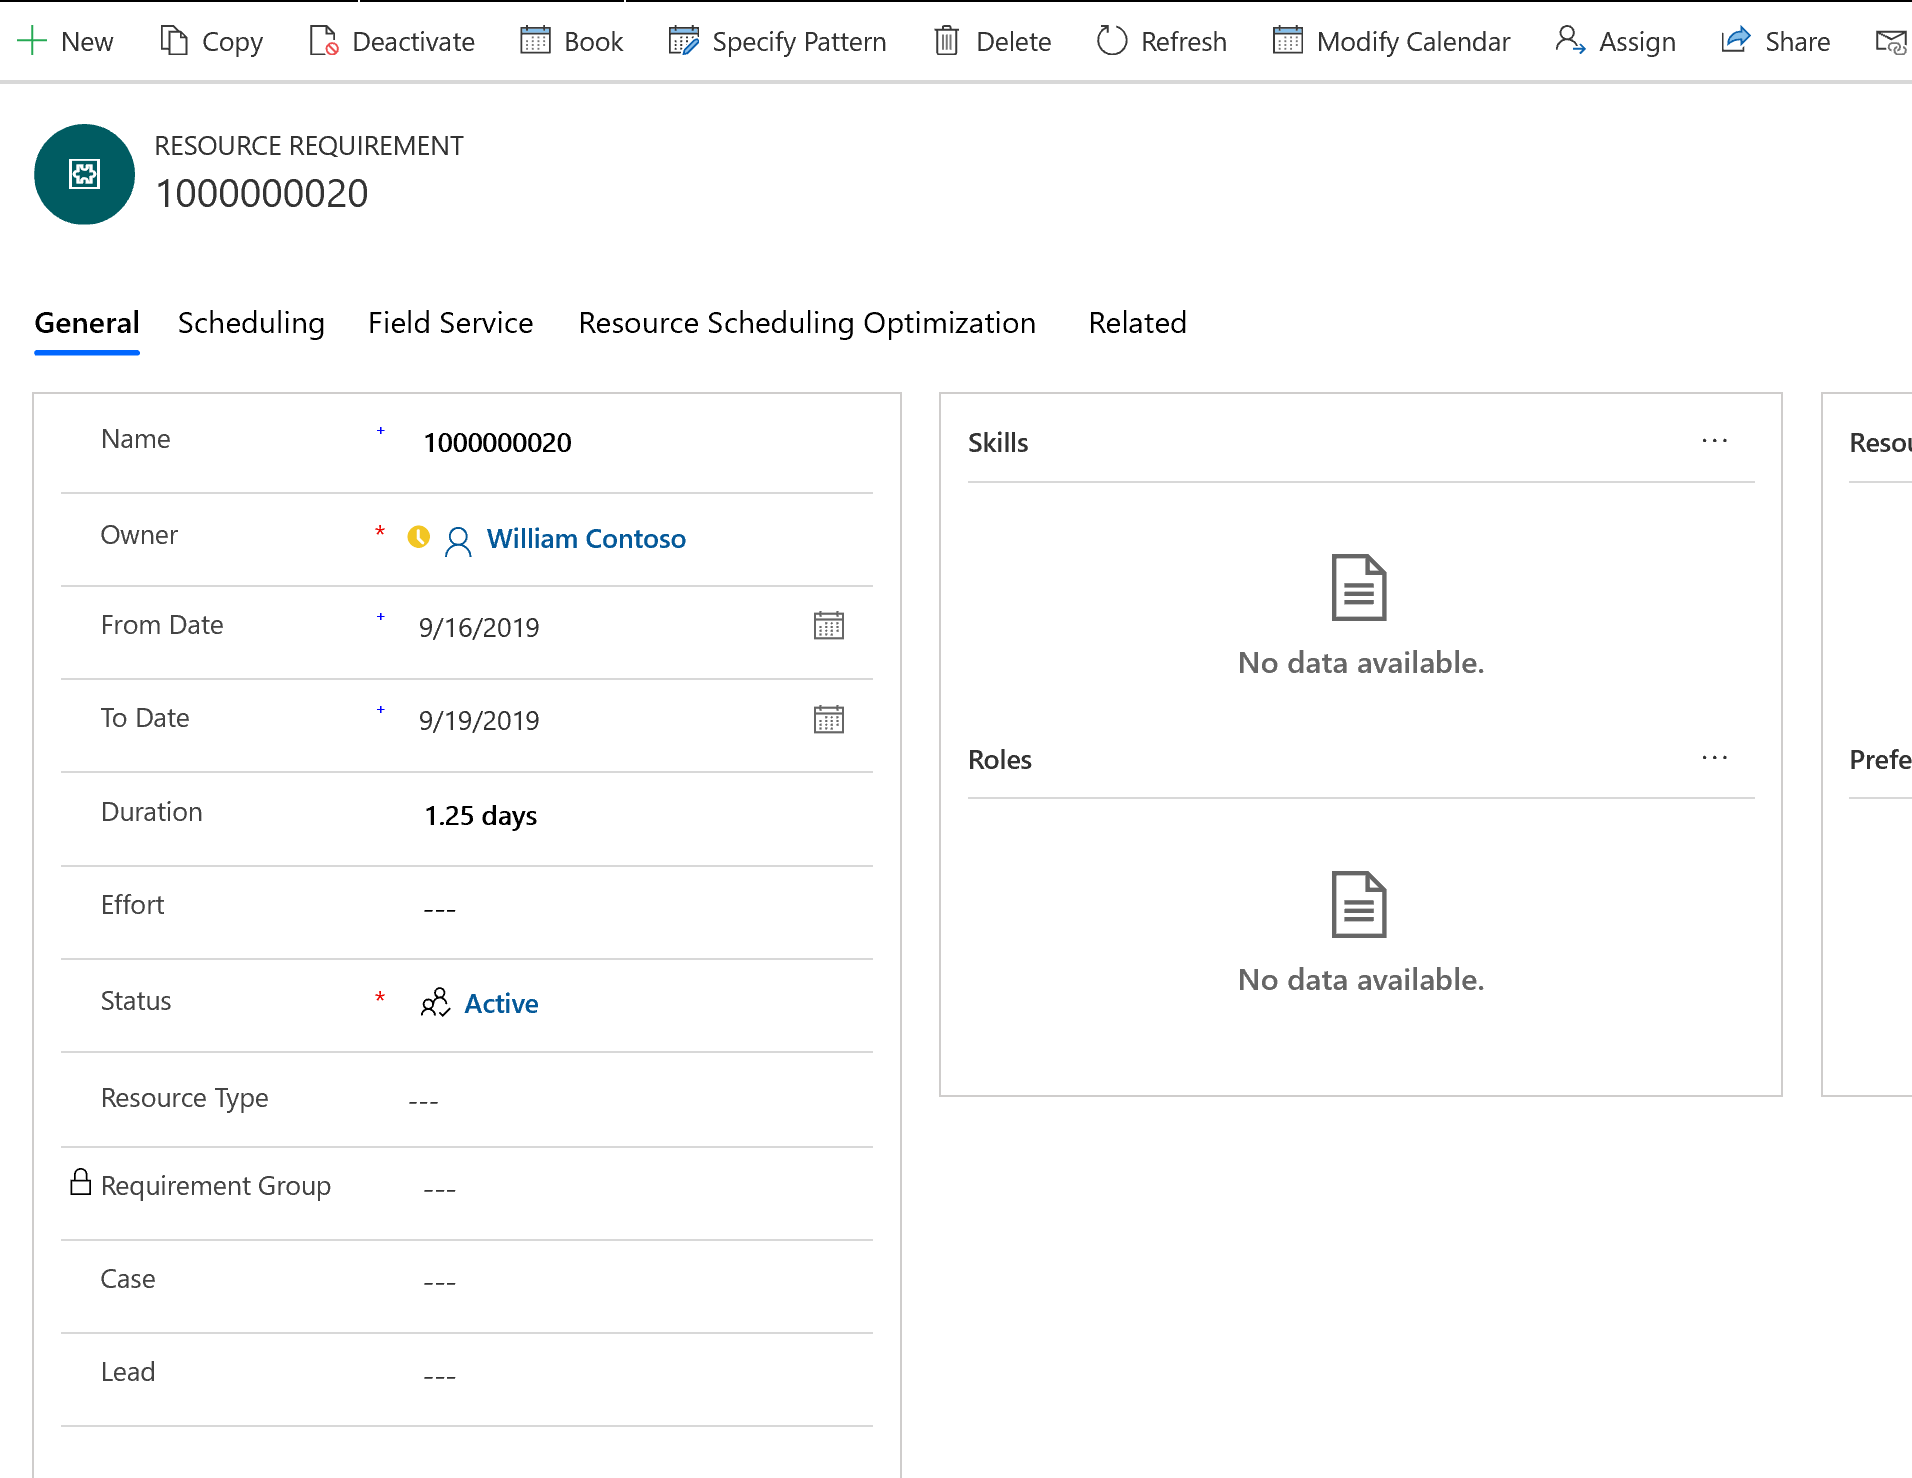 New Copy Deactivate Book Specify Pattern Delete Refresh Modify Calendar Assign Share
RESOURCE REQUIREMENT
1000000020
General Scheduling Field Service Resource Scheduling Optimization Related
Name + 1000000020
Owner * William Contoso
From Date + 9/16/2019
To Date + 9/19/2019
Duration 1.25 days
Effort ---
Status * Active
Resource Type ---
Requirement Group ---
Case ---
Lead ---
Skills ...
No data available.
Roles ...
No data available.
Resou
Prefe